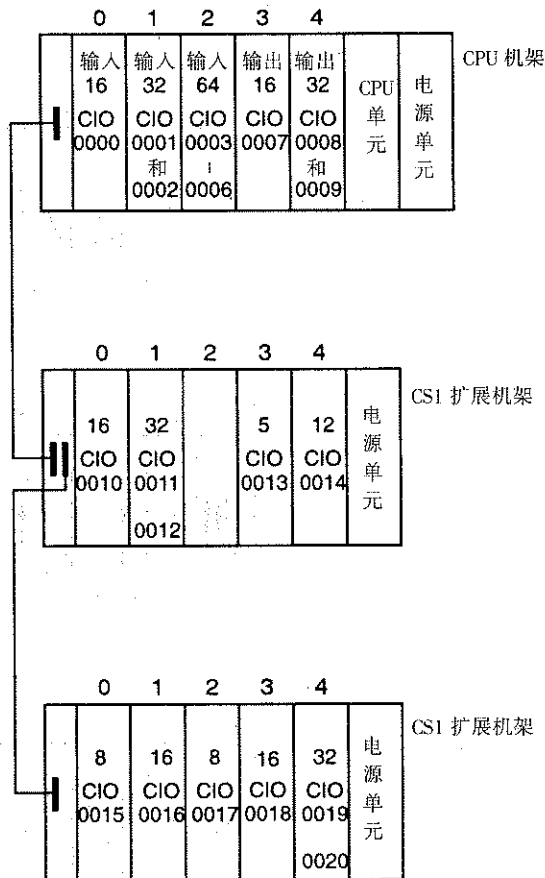 0 1 2 3 4
CPU 机架
输入 输入 输入 输出 输出
16 32 64 16 32
CIO CIO CIO CIO CIO
0000 0001 0003 0007 0008
和 ≀ 和
0002 0006 0009
CPU 单元
电源单元
0 1 2 3 4
CS1 扩展机架
16 32 5 12
CIO CIO CIO CIO
0010 0011 0013 0014
0012
电源单元
0 1 2 3 4
CS1 扩展机架
8 16 8 16 32
CIO CIO CIO CIO CIO
0015 0016 0017 0018 0019
0020
电源单元